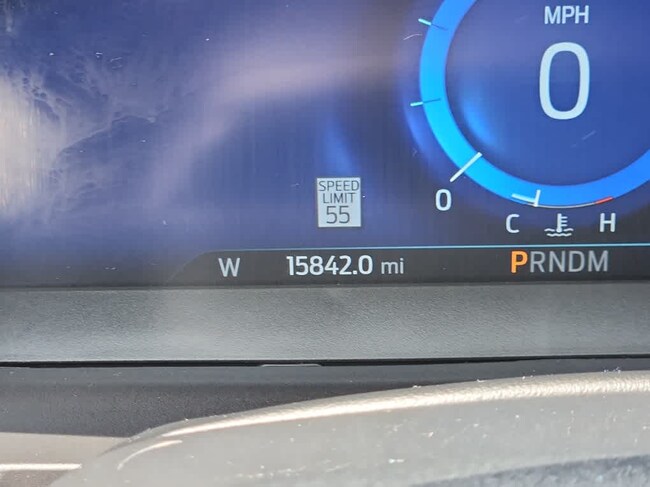 MPH
0
SPEED
LIMIT
55
0
C H
W 15842.0 mi PRNDM